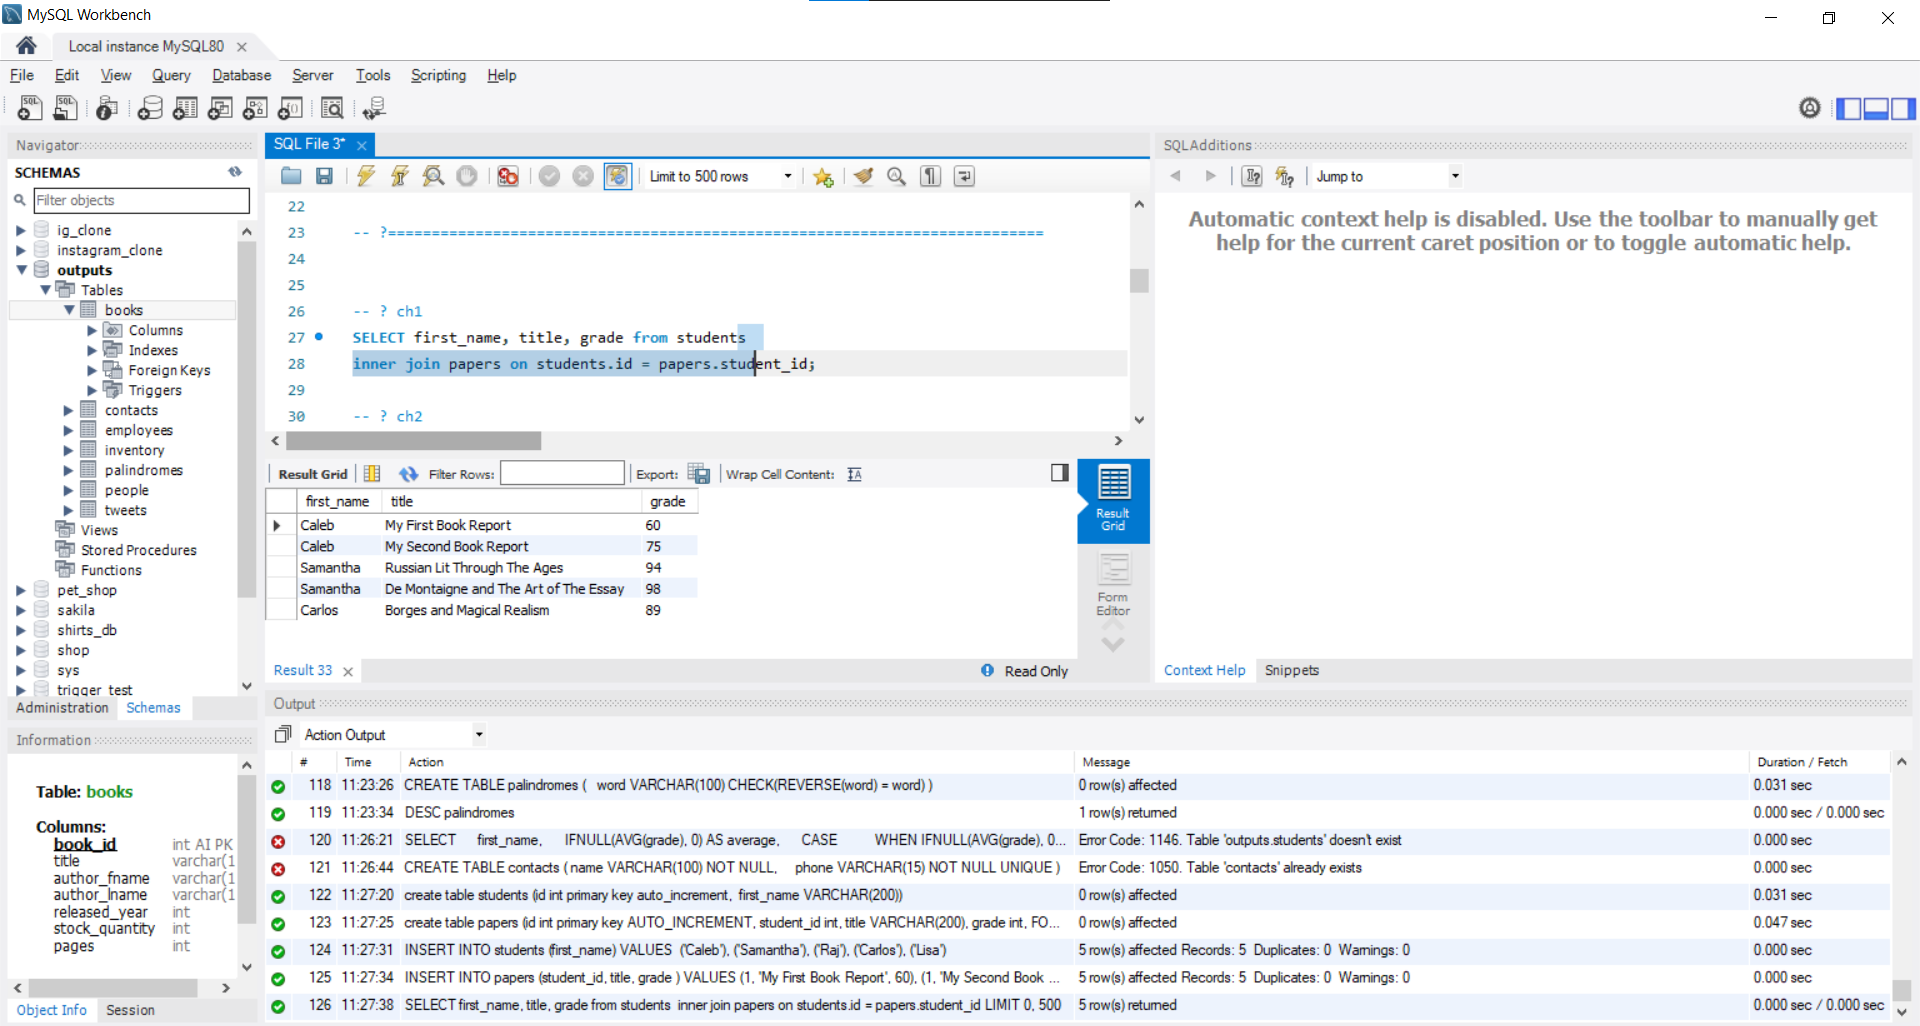 MySQL Workbench
Local instance MySQL80
File Edit View Query Database Server Tools Scripting Help
Navigator
SCHEMAS
Filter objects
ig_clone
instagram_clone
outputs
Tables
books
Columns
Indexes
Foreign Keys
Triggers
contacts
employees
inventory
palindromes
people
tweets
Views
Stored Procedures
Functions
pet_shop
sakila
shirts_db
shop
sys
trigger_test
Administration Schemas
Information
Table: books
Columns:
book_id int AI PK
title varchar(1
author_fname varchar(1
author_lname varchar(1
released_year int
stock_quantity int
pages int
Object Info Session
SQL File 3*
Limit to 500 rows
22
23 -- ?===========================================================================
24
25
26 -- ? ch1
27 SELECT first_name, title, grade from students
28 inner join papers on students.id = papers.student_id;
29
30 -- ? ch2
Result Grid Filter Rows: Export: Wrap Cell Content:
first_name title grade
Caleb My First Book Report 60
Caleb My Second Book Report 75
Samantha Russian Lit Through The Ages 94
Samantha De Montaigne and The Art of The Essay 98
Carlos Borges and Magical Realism 89
Result
Grid
Form
Editor
Result 33 Read Only
SQLAdditions
Jump to
Automatic context help is disabled. Use the toolbar to manually get
help for the current caret position or to toggle automatic help.
Context Help Snippets
Output
Action Output
# Time Action Message Duration / Fetch
118 11:23:26 CREATE TABLE palindromes ( word VARCHAR(100) CHECK(REVERSE(word) = word) ) 0 row(s) affected 0.031 sec
119 11:23:34 DESC palindromes 1 row(s) returned 0.000 sec / 0.000 sec
120 11:26:21 SELECT first_name, IFNULL(AVG(grade), 0) AS average, CASE WHEN IFNULL(AVG(grade), 0... Error Code: 1146. Table 'outputs.students' doesn't exist 0.000 sec
121 11:26:44 CREATE TABLE contacts ( name VARCHAR(100) NOT NULL, phone VARCHAR(15) NOT NULL UNIQUE ) Error Code: 1050. Table 'contacts' already exists 0.000 sec
122 11:27:20 create table students (id int primary key auto_increment, first_name VARCHAR(200)) 0 row(s) affected 0.031 sec
123 11:27:25 create table papers (id int primary key AUTO_INCREMENT, student_id int, title VARCHAR(200), grade int, FO... 0 row(s) affected 0.047 sec
124 11:27:31 INSERT INTO students (first_name) VALUES ('Caleb'), ('Samantha'), ('Raj'), ('Carlos'), ('Lisa') 5 row(s) affected Records: 5 Duplicates: 0 Warnings: 0 0.000 sec
125 11:27:34 INSERT INTO papers (student_id, title, grade ) VALUES (1, 'My First Book Report', 60), (1, 'My Second Book ... 5 row(s) affected Records: 5 Duplicates: 0 Warnings: 0 0.000 sec
126 11:27:38 SELECT first_name, title, grade from students inner join papers on students.id = papers.student_id LIMIT 0, 500 5 row(s) returned 0.000 sec / 0.000 sec